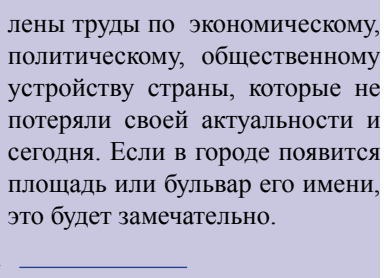 лены труды по экономическому,
политическому, общественному
устройству страны, которые не
потеряли своей актуальности и
сегодня. Если в городе появится
площадь или бульвар его имени,
это будет замечательно.